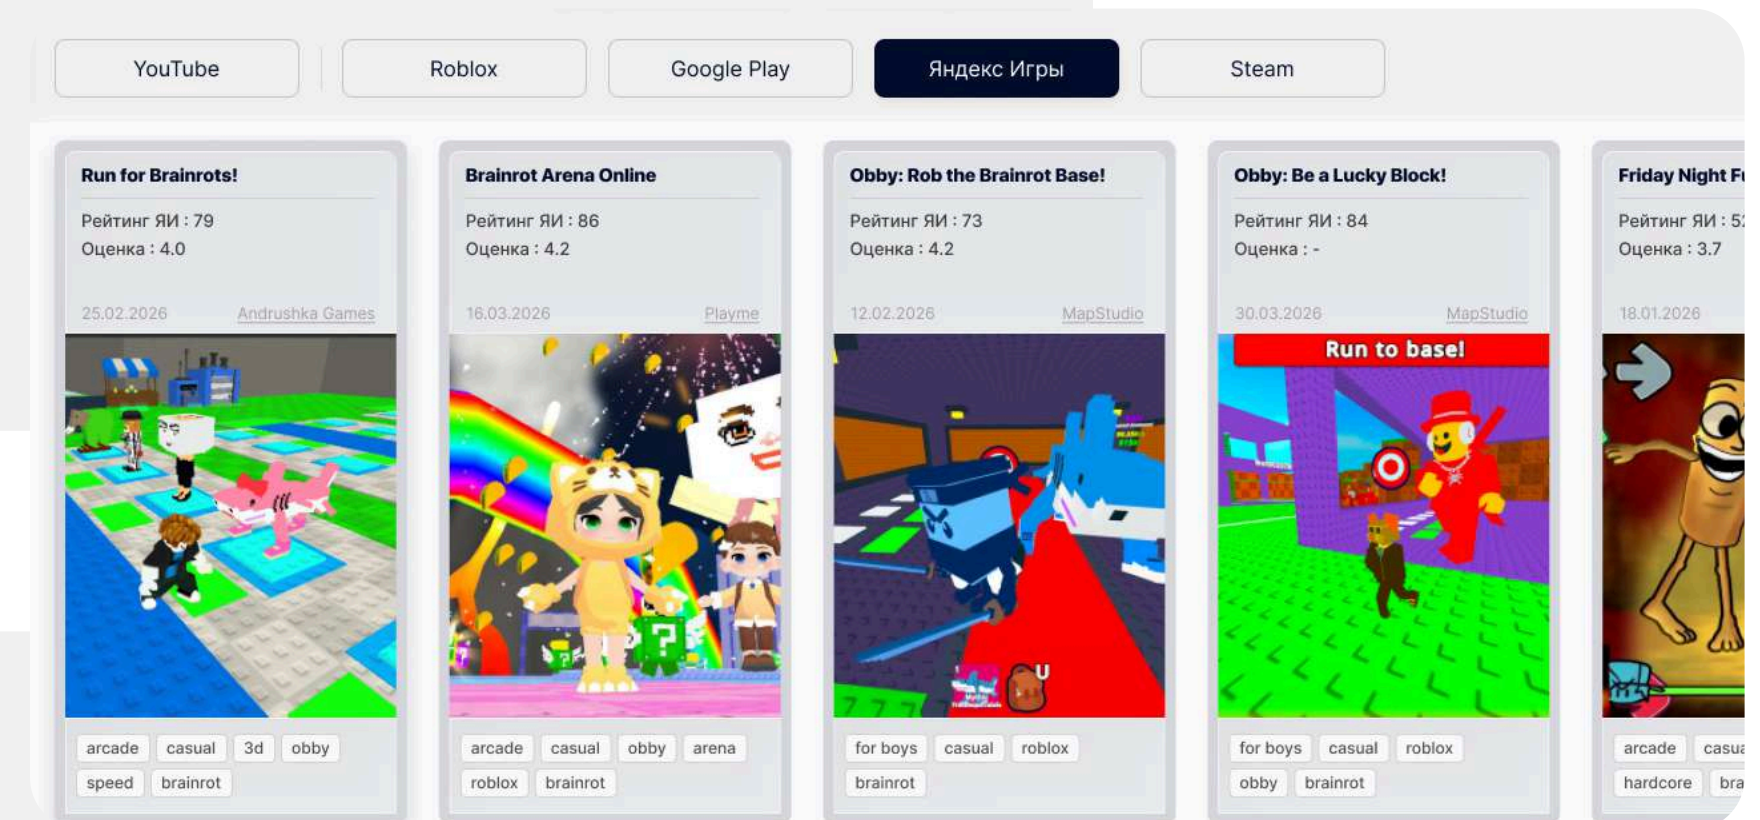 YouTube
Roblox
Google Play
Яндекс Игры
Steam
Run for Brainrots!
Рейтинг ЯИ : 79
Оценка : 4.0
25.02.2026 Andrushka Games
arcade casual 3d obby
speed brainrot
Brainrot Arena Online
Рейтинг ЯИ : 86
Оценка : 4.2
16.03.2026 Playme
arcade casual obby arena
roblox brainrot
Obby: Rob the Brainrot Base!
Рейтинг ЯИ : 73
Оценка : 4.2
12.02.2026 MapStudio
U
for boys casual roblox
brainrot
Obby: Be a Lucky Block!
Рейтинг ЯИ : 84
Оценка : -
30.03.2026 MapStudio
Run to base!
for boys casual roblox
obby brainrot
Friday Night
Рейтинг ЯИ :
Оценка : 3.7
18.01.2026
arcade
hardcore